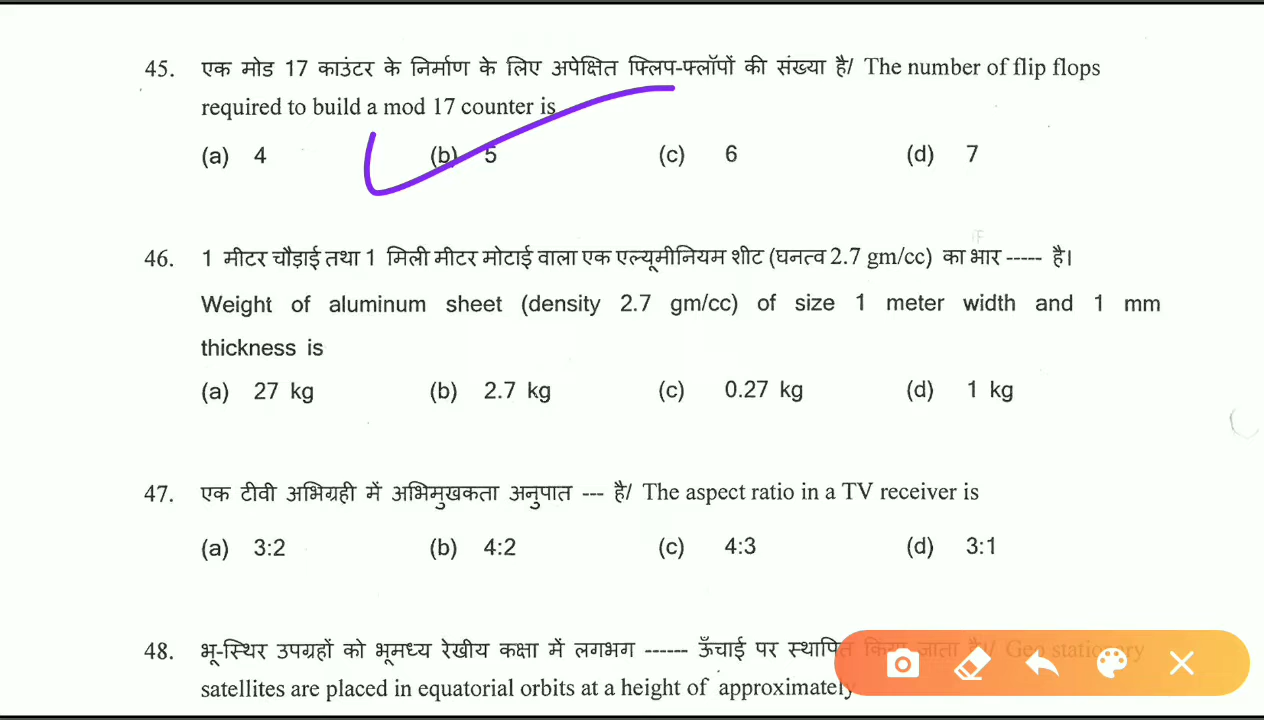 45. एक मोड 17 काउंटर के निर्माण के लिए अपेक्षित फ्लिप-फ्लॉपों की संख्या है/ The number of flip flops
required to build a mod 17 counter is
(a) 4 (b) 5 (c) 6 (d) 7
46. 1 मीटर चौड़ाई तथा 1 मिली मीटर मोटाई वाला एक एल्यूमीनियम शीट (घनत्व 2.7 gm/cc) का भार ----- है।
Weight of aluminum sheet (density 2.7 gm/cc) of size 1 meter width and 1 mm
thickness is
(a) 27 kg (b) 2.7 kg (c) 0.27 kg (d) 1 kg
47. एक टीवी अभिग्रही में अभिमुखकता अनुपात --- है/ The aspect ratio in a TV receiver is
(a) 3:2 (b) 4:2 (c) 4:3 (d) 3:1
48. भू-स्थिर उपग्रहों को भूमध्य रेखीय कक्षा में लगभग ------ ऊँचाई पर स्थापित किया जाता है।/ Geo stationary
satellites are placed in equatorial orbits at a height of approximately